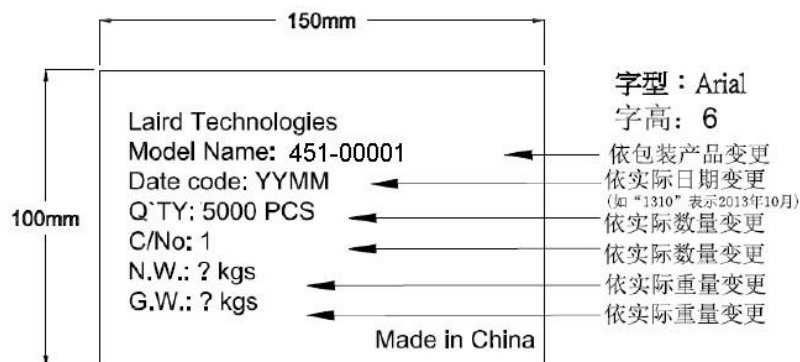 150mm
字型：Arial
字高：6
100mm
Laird Technologies
Model Name: 451-00001
依包装产品变更
Date code: YYMM
依实际日期变更
(如“1310”表示2013年10月)
Q`TY: 5000 PCS
依实际数量变更
C/No: 1
依实际数量变更
N.W.: ? kgs
依实际重量变更
G.W.: ? kgs
依实际重量变更
Made in China